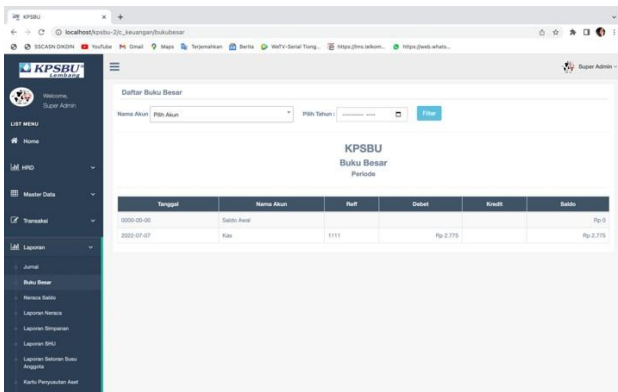 KPSBU
localhost/kpsbu-2/c_keuangan/bukubesar
SSCASN DIKDIN YouTube Gmail Maps Terjemahkan Berita WeTV-Serial Tiong... https://lms.telkom... https://web.whats...
KPSBU
Lembang
Super Admin
Welcome,
Super Admin
LIST MENU
Home
HRD
Master Data
Transaksi
Laporan
Jurnal
Buku Besar
Neraca Saldo
Laporan Neraca
Laporan Simpanan
Laporan SHU
Laporan Setoran Susu
Anggota
Kartu Penyusutan Aset
Daftar Buku Besar
Nama Akun Pilih Akun Pilih Tahun : ---------- ---- Filter
KPSBU
Buku Besar
Periode
Tanggal Nama Akun Reff Debet Kredit Saldo
0000-00-00 Saldo Awal Rp 0
2022-07-07 Kas 1111 Rp 2.775 Rp 2.775